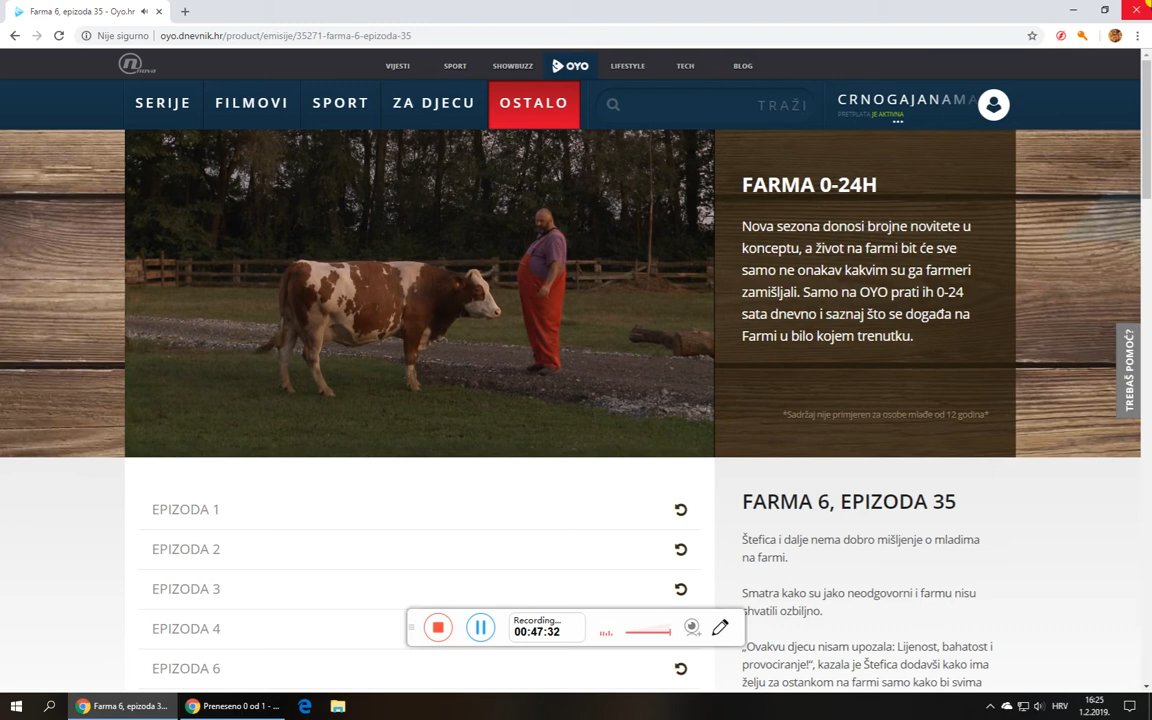 Farma 6, epizoda 35 - Oyo.hr
Nije sigurno
oyo.dnevnik.hr/product/emisije/35271-farma-6-epizoda-35
nova
VIJESTI SPORT SHOWBUZZ OYO LIFESTYLE TECH BLOG
SERIJE FILMOVI SPORT ZA DJECU OSTALO TRAŽI
CRNOGAJANAMA
PRETPLATA JE AKTIVNA
FARMA 0-24H
Nova sezona donosi brojne novitete u
konceptu, a život na farmi bit će sve
samo ne onakav kakvim su ga farmeri
zamišljali. Samo na OYO prati ih 0-24
sata dnevno i saznaj što se događa na
Farmi u bilo kojem trenutku.
*Sadržaj nije primjeren za osobe mlađe od 12 godina*
TREBAŠ POMOĆ?
EPIZODA 1
EPIZODA 2
EPIZODA 3
EPIZODA 4
EPIZODA 6
FARMA 6, EPIZODA 35
Štefica i dalje nema dobro mišljenje o mladima
na farmi.
Smatra kako su jako neodgovorni i farmu nisu
shvatili ozbiljno.
„Ovakvu djecu nisam upozala: Lijenost, bahatost i
provociranje!“, kazala je Štefica dodavši kako ima
želju za ostankom na farmi samo kako bi svima
Recording...
00:47:32
Farma 6, epizoda 3...
Preneseno 0 od 1 - ...
HRV
16:25
1.2.2019.